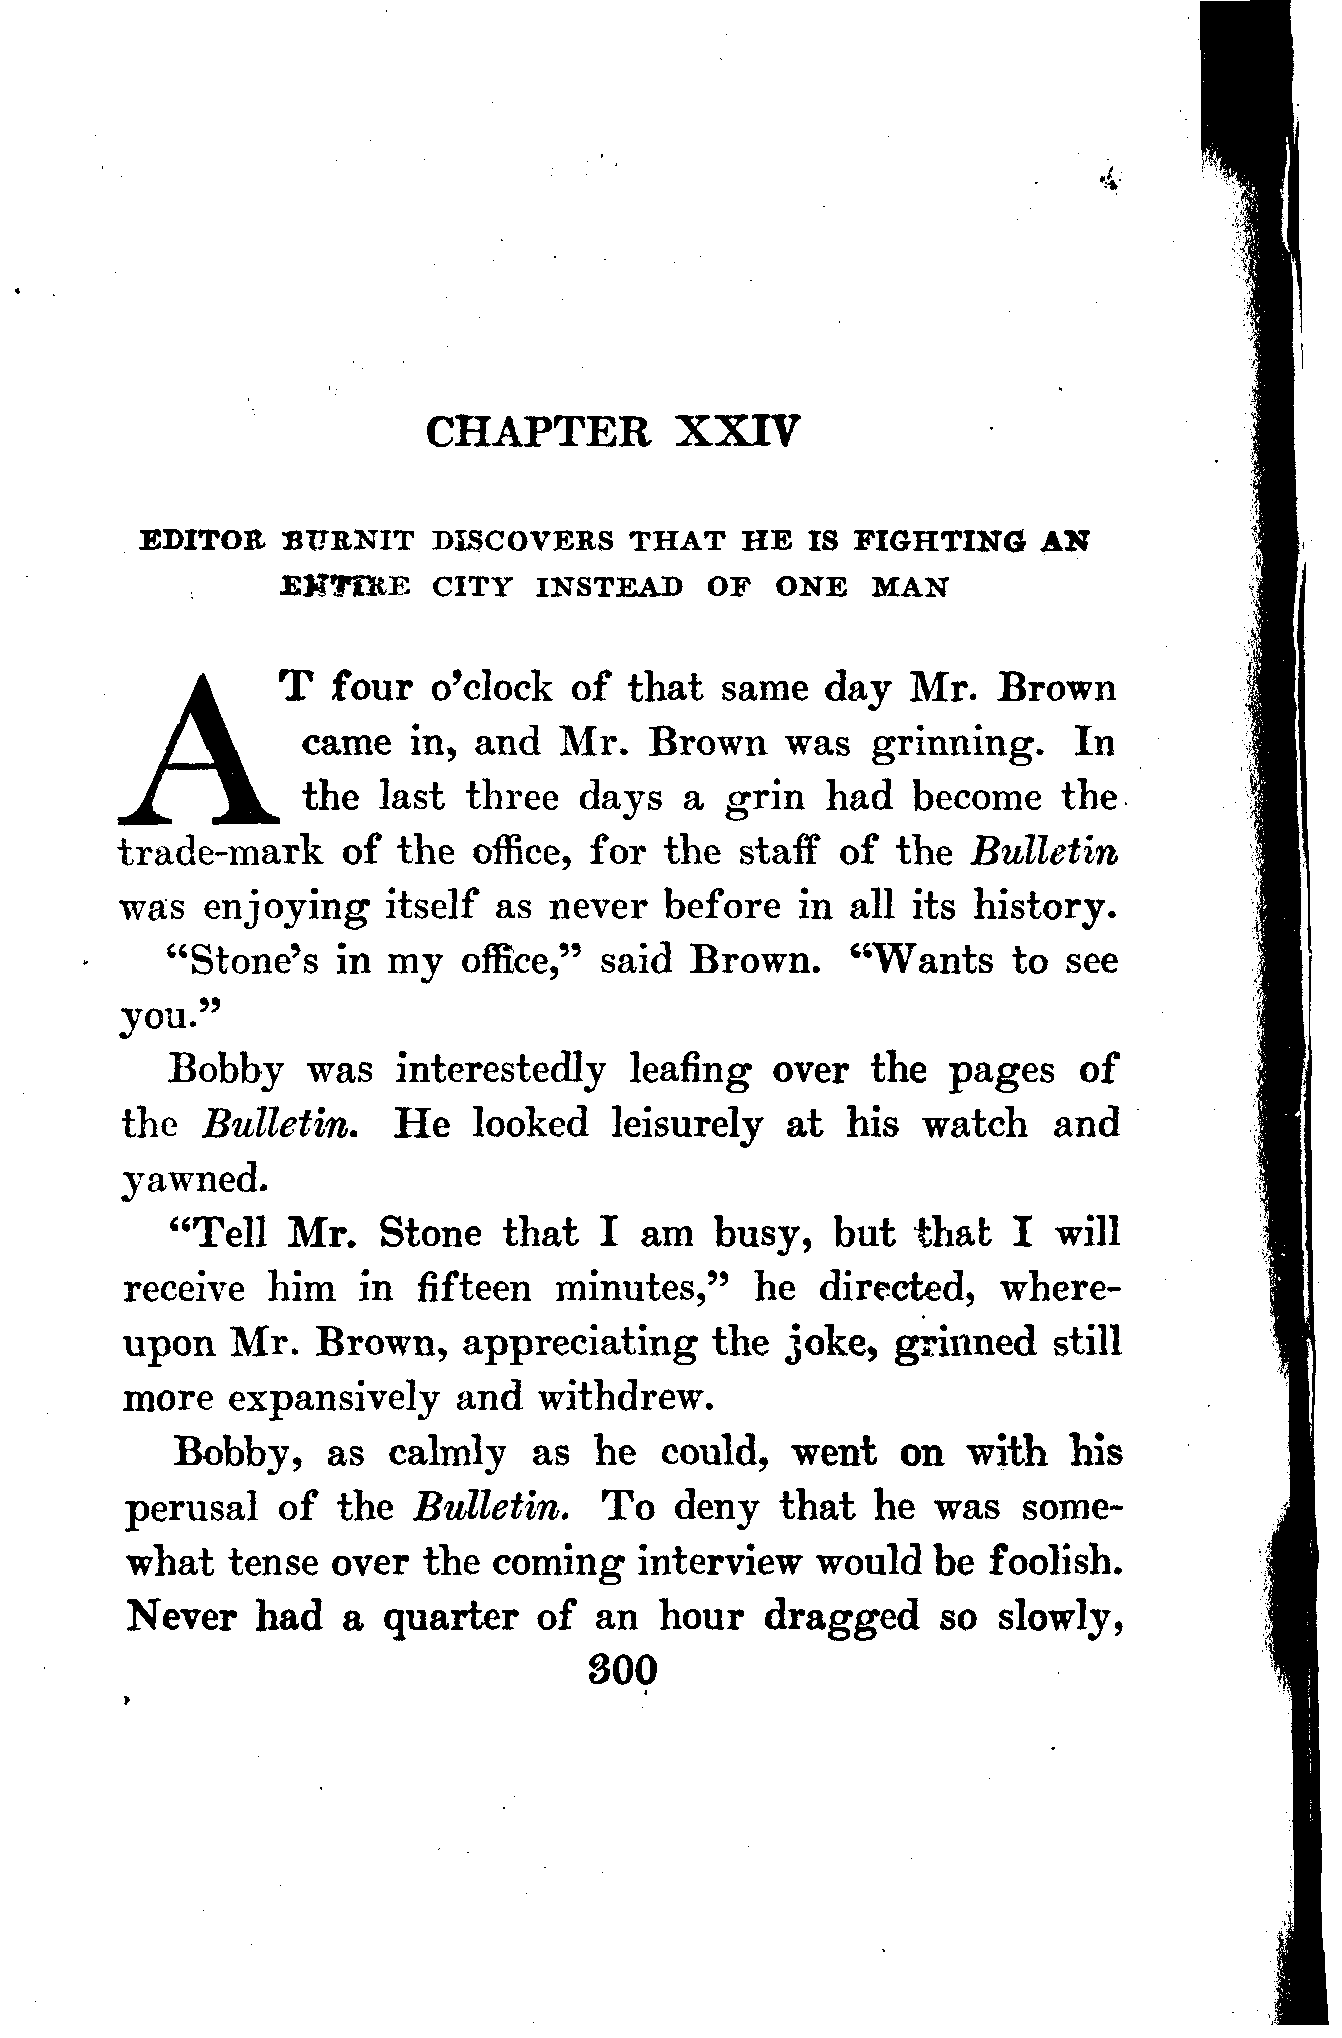 CHAPTER XXIV
EDITOR BURNIT DISCOVERS THAT HE IS FIGHTING AN
ENTIRE CITY INSTEAD OF ONE MAN
AT four o'clock of that same day Mr. Brown
came in, and Mr. Brown was grinning. In
the last three days a grin had become the
trade-mark of the office, for the staff of the Bulletin
was enjoying itself as never before in all its history.
“Stone's in my office,” said Brown. “Wants to see
you.”
Bobby was interestedly leafing over the pages of
the Bulletin. He looked leisurely at his watch and
yawned.
“Tell Mr. Stone that I am busy, but that I will
receive him in fifteen minutes,” he directed, where-
upon Mr. Brown, appreciating the joke, grinned still
more expansively and withdrew.
Bobby, as calmly as he could, went on with his
perusal of the Bulletin. To deny that he was some-
what tense over the coming interview would be foolish.
Never had a quarter of an hour dragged so slowly,
300